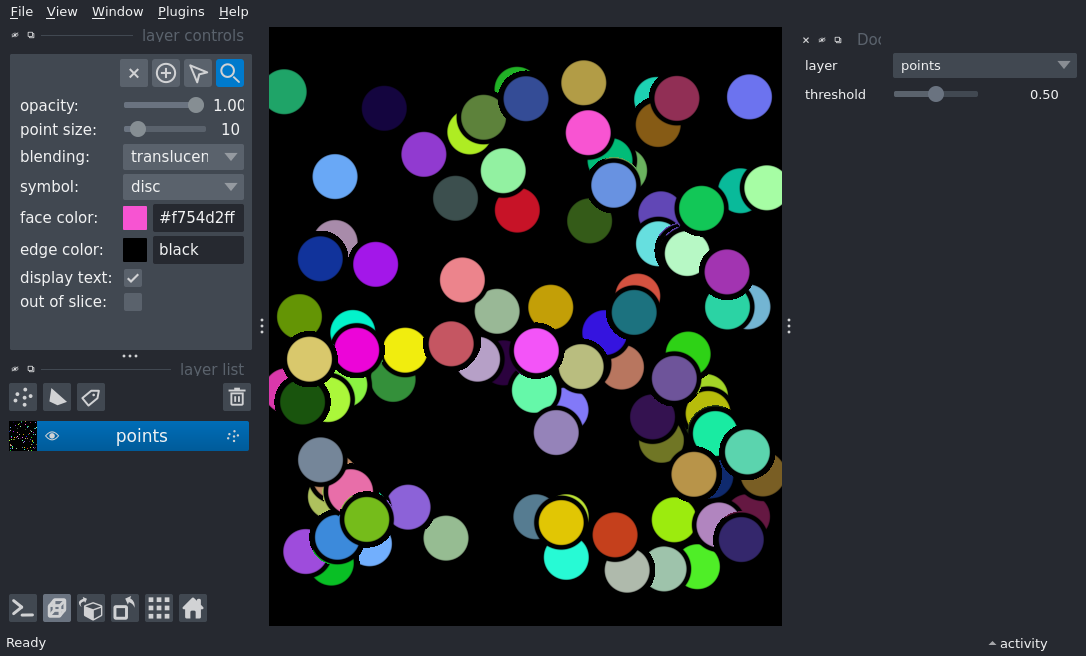 File View Window Plugins Help
layer controls
opacity: 1.00
point size: 10
blending: translucen
symbol: disc
face color: #f754d2ff
edge color: black
display text:
out of slice:
layer list
points
Doc
layer points
threshold 0.50
Ready
activity